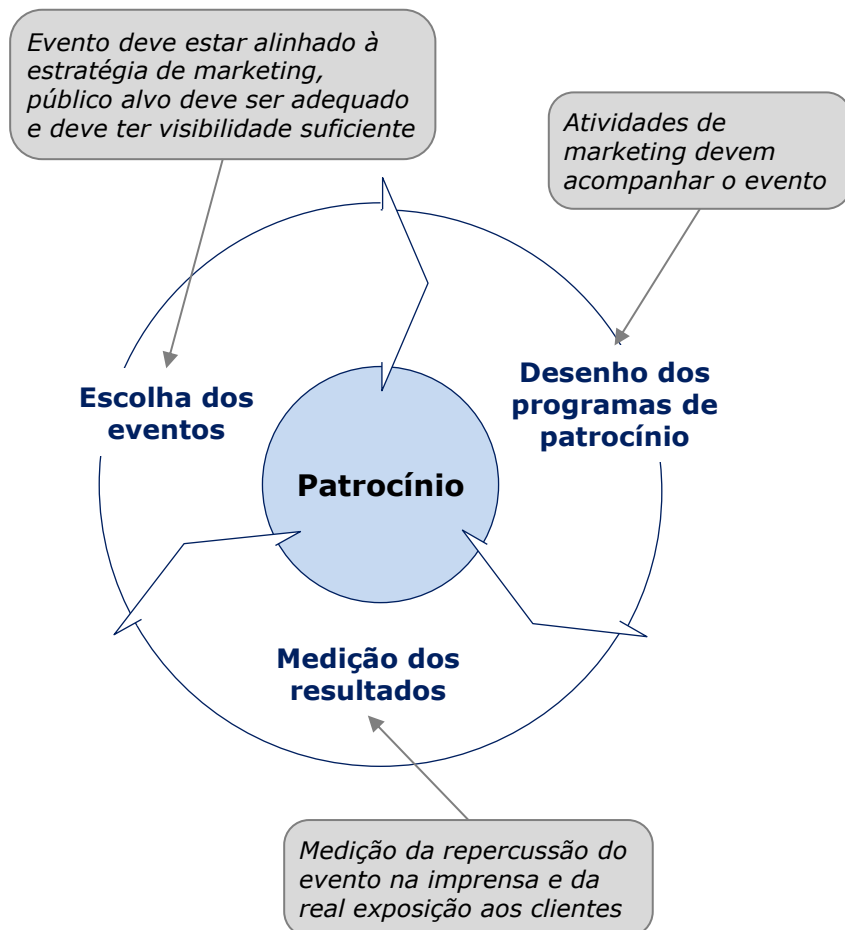 Evento deve estar alinhado à
estratégia de marketing,
público alvo deve ser adequado
e deve ter visibilidade suficiente
Atividades de
marketing devem
acompanhar o evento
Escolha dos
eventos
Desenho dos
programas de
patrocínio
Patrocínio
Medição dos
resultados
Medição da repercussão do
evento na imprensa e da
real exposição aos clientes